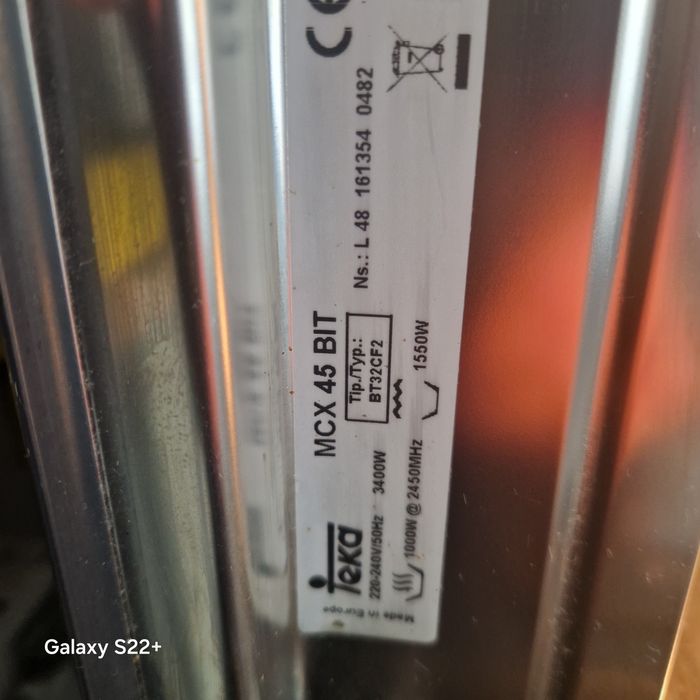 CE
MCX 45 BIT
Ns.: L 48 161354 0482
Tip./Typ.:
BT32CF2
Teka
220-240V/50Hz 3400W
1000W @ 2450MHz
1550W
Made in Europe
Galaxy S22+